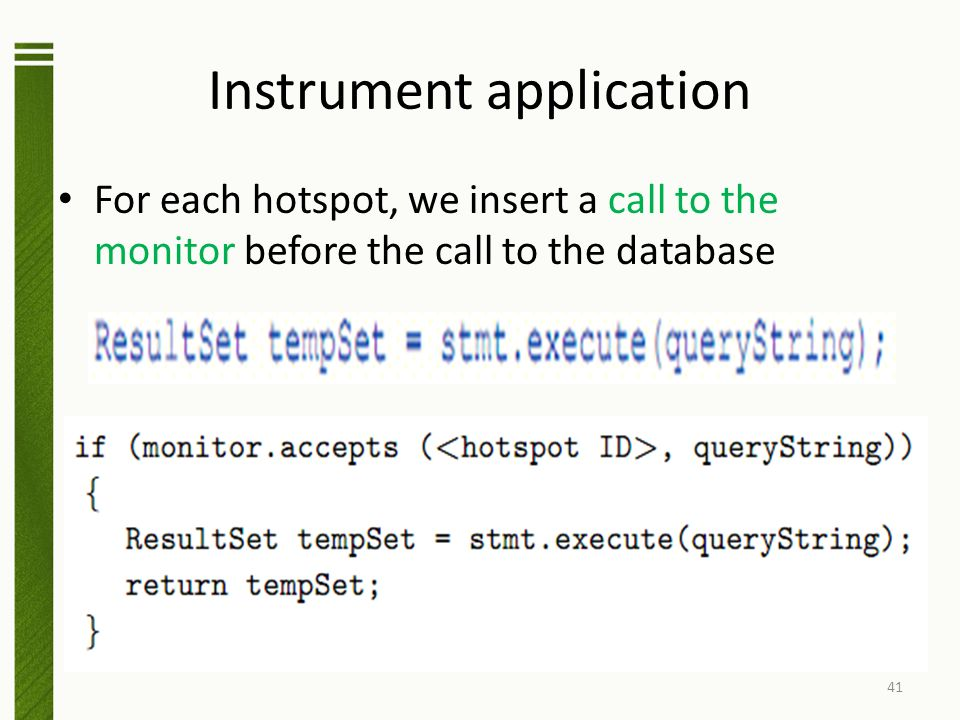 Instrument application
• For each hotspot, we insert a call to the
monitor before the call to the database
ResultSet tempSet = stmt.execute(queryString);
if (monitor.accepts (<hotspot ID>, queryString))
{
ResultSet tempSet = stmt.execute(queryString);
return tempSet;
}
41